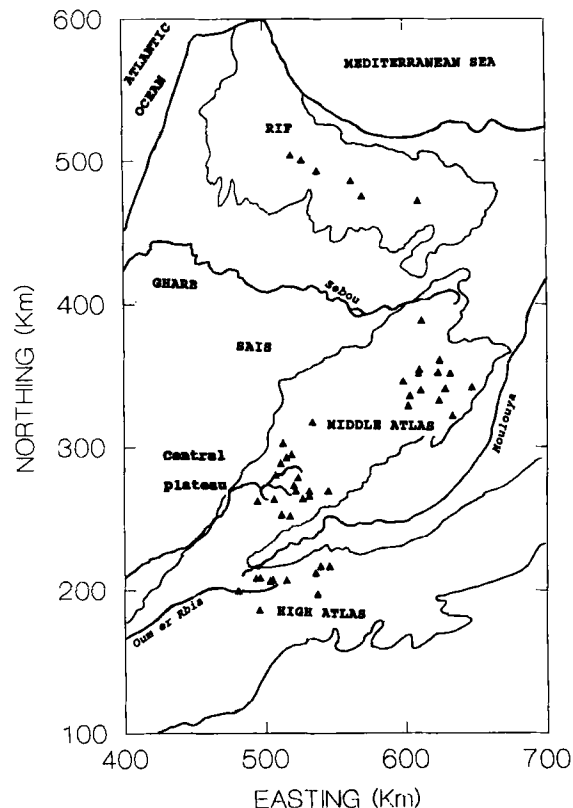 600
500
400
300
200
100
400
500
600
700
NORTHING (Km)
EASTING (Km)
ATLANTIC
OCEAN
MEDITERRANEAN SEA
RIF
GHARB
Sebou
SAIS
MIDDLE ATLAS
Moulouya
Central
plateau
Oum er Rbia
HIGH ATLAS